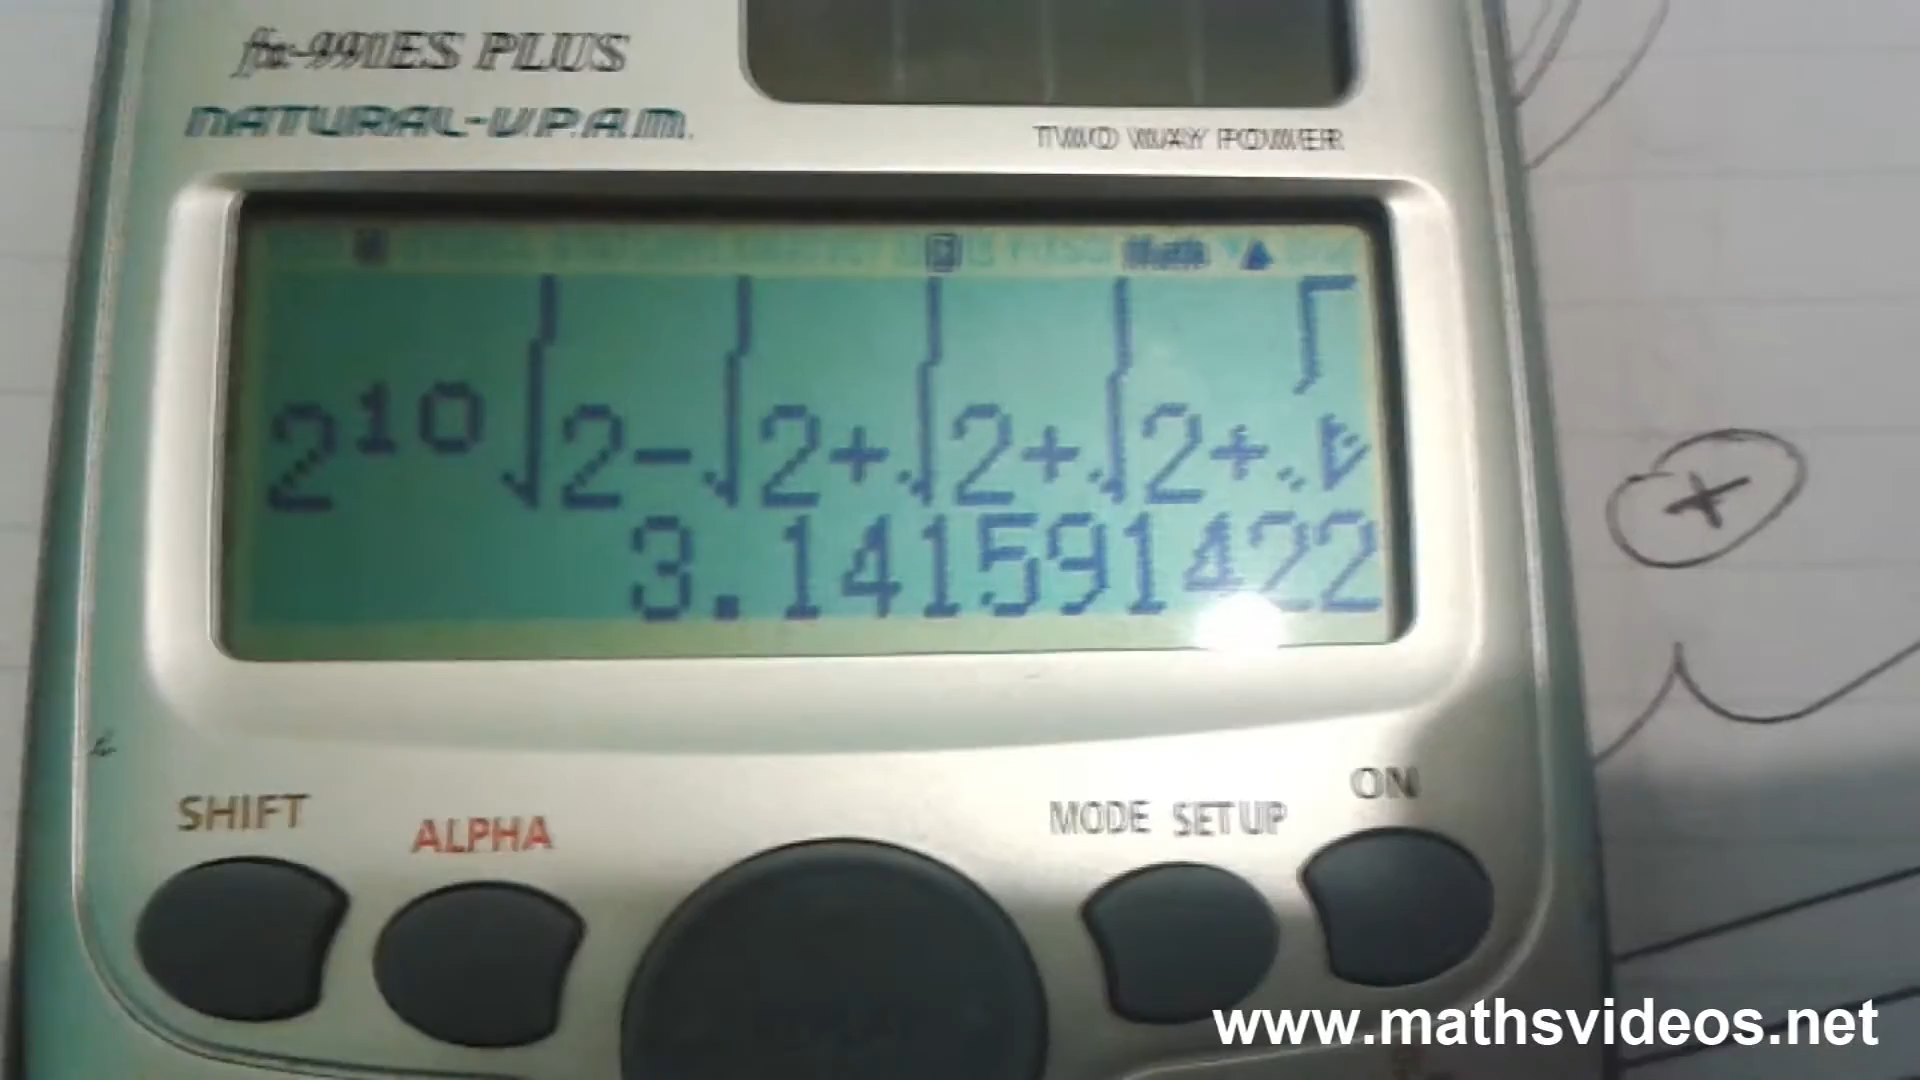 fx-991ES PLUS
NATURAL-V.P.A.M.
TWO WAY POWER
Math ▲
2¹⁰√2-√2+√2+√2+
3.141591422
SHIFT
ALPHA
MODE SETUP
ON
www.mathsvideos.net